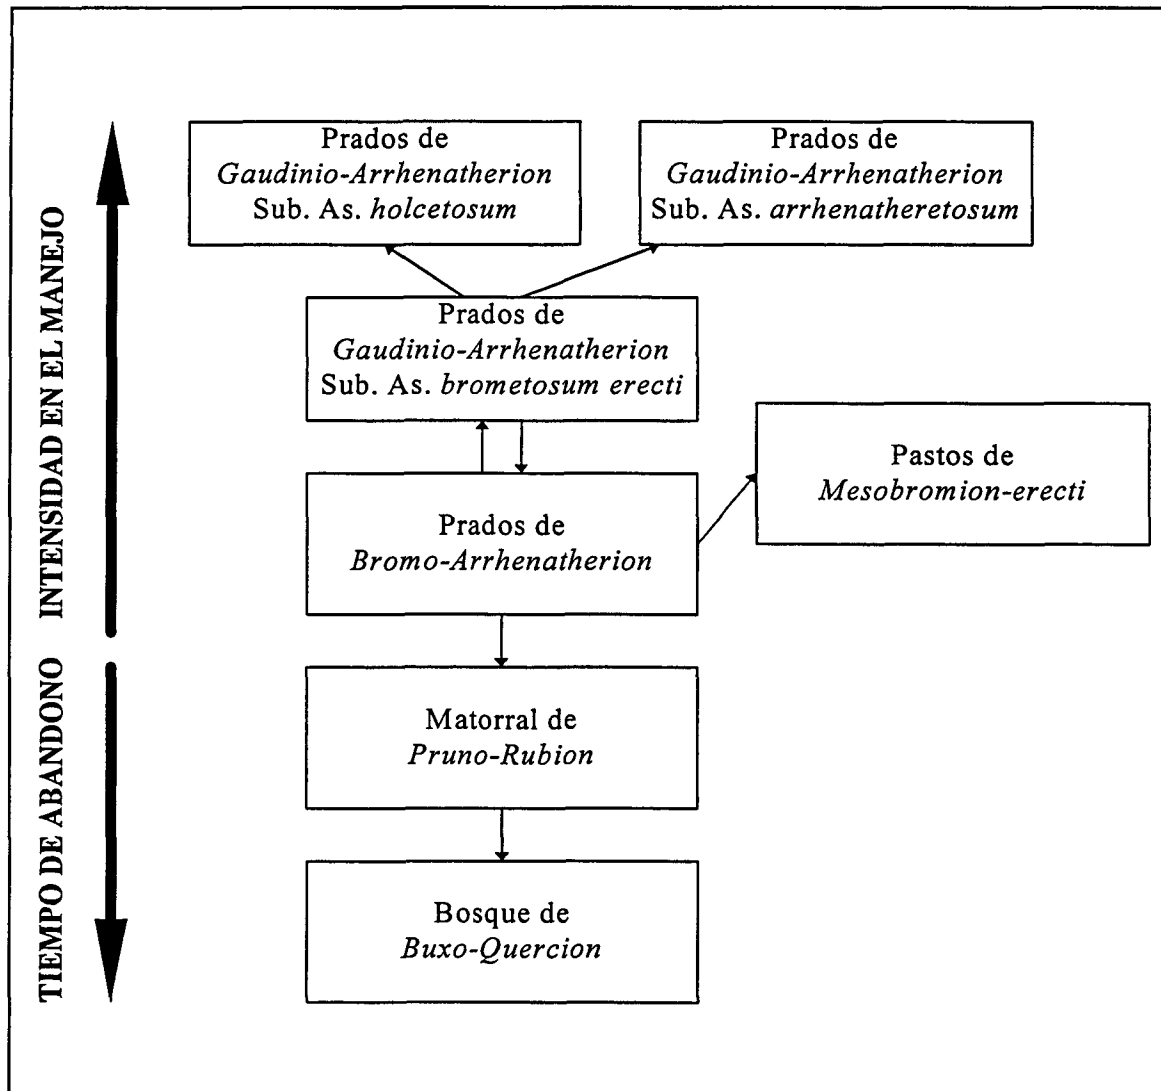 INTENSIDAD EN EL MANEJO
TIEMPO DE ABANDONO
Prados de
Gaudinio-Arrhenatherion
Sub. As. holcetosum
Prados de
Gaudinio-Arrhenatherion
Sub. As. arrhenatheretosum
Prados de
Gaudinio-Arrhenatherion
Sub. As. brometosum erecti
Pastos de
Mesobromion-erecti
Prados de
Bromo-Arrhenatherion
Matorral de
Pruno-Rubion
Bosque de
Buxo-Quercion